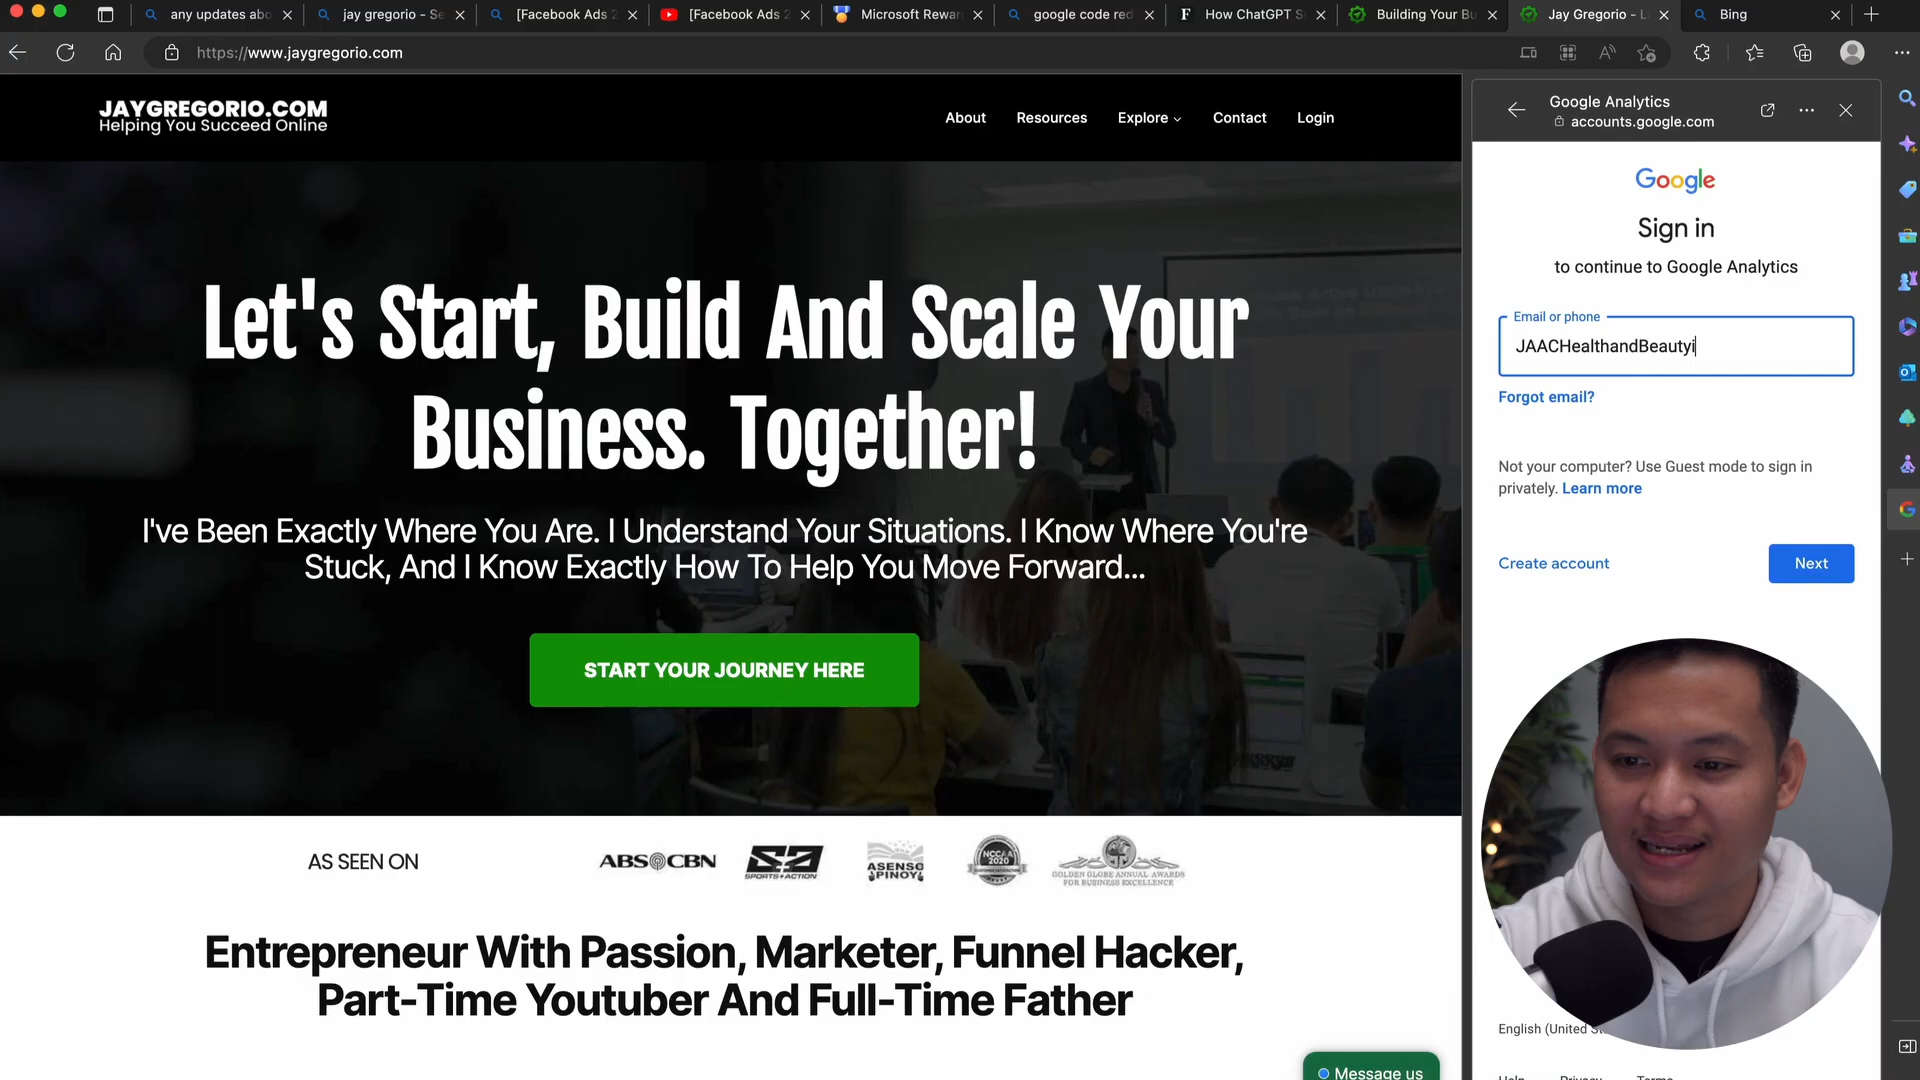 any updates abo
jay gregorio - Se
[Facebook Ads 2
[Facebook Ads 2
Microsoft Rewar
google code red
How ChatGPT S
Building Your Bu
Jay Gregorio - L
Bing
https://www.jaygregorio.com
JAYGREGORIO.COM
Helping You Succeed Online
About
Resources
Explore
Contact
Login
Let's Start, Build And Scale Your
Business. Together!
I've Been Exactly Where You Are. I Understand Your Situations. I Know Where You're
Stuck, And I Know Exactly How To Help You Move Forward...
START YOUR JOURNEY HERE
AS SEEN ON
ABS CBN
SPORTS+ACTION
ASENSO
PINOY
NCCAA
2020
GOLDEN GLOBE ANNUAL AWARDS
FOR BUSINESS EXCELLENCE
Entrepreneur With Passion, Marketer, Funnel Hacker,
Part-Time Youtuber And Full-Time Father
Message us
Google Analytics
accounts.google.com
Google
Sign in
to continue to Google Analytics
Email or phone
JAACHealthandBeautyi
Forgot email?
Not your computer? Use Guest mode to sign in
privately. Learn more
Create account
Next
English (United
Help
Privacy
Terms